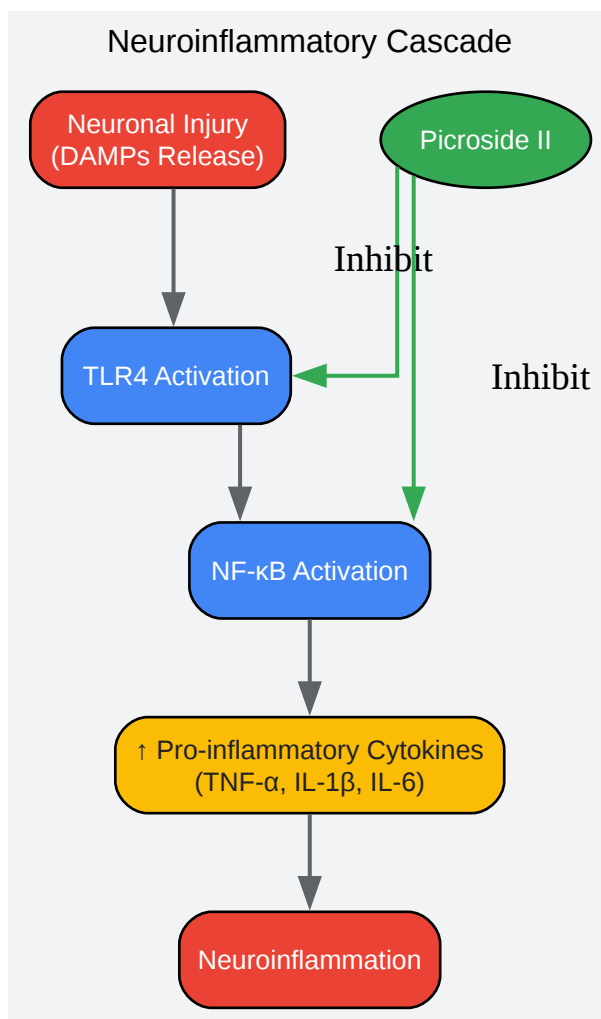 Neuroinflammatory Cascade
Neuronal Injury
(DAMPs Release)
Picroside II
Inhibit
TLR4 Activation
Inhibit
NF-κB Activation
↑ Pro-inflammatory Cytokines
(TNF-α, IL-1β, IL-6)
Neuroinflammation